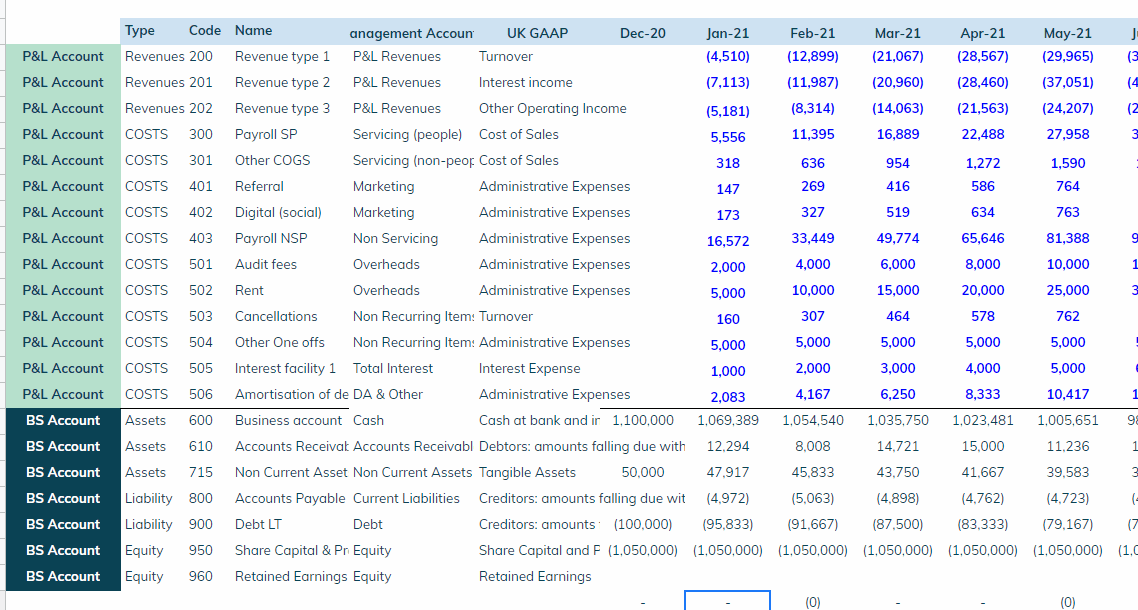 Type Code Name anagement Accoun UK GAAP Dec-20 Jan-21 Feb-21 Mar-21 Apr-21 May-21
P&L Account Revenues 200 Revenue type 1 P&L Revenues Turnover (4,510) (12,899) (21,067) (28,567) (29,965) (3
P&L Account Revenues 201 Revenue type 2 P&L Revenues Interest income (7,113) (11,987) (20,960) (28,460) (37,051) (4
P&L Account Revenues 202 Revenue type 3 P&L Revenues Other Operating Income (5,181) (8,314) (14,063) (21,563) (24,207) (2
P&L Account COSTS 300 Payroll SP Servicing (people) Cost of Sales 5,556 11,395 16,889 22,488 27,958 3
P&L Account COSTS 301 Other COGS Servicing (non-peop Cost of Sales 318 636 954 1,272 1,590
P&L Account COSTS 401 Referral Marketing Administrative Expenses 147 269 416 586 764
P&L Account COSTS 402 Digital (social) Marketing Administrative Expenses 173 327 519 634 763
P&L Account COSTS 403 Payroll NSP Non Servicing Administrative Expenses 16,572 33,449 49,774 65,646 81,388 9
P&L Account COSTS 501 Audit fees Overheads Administrative Expenses 2,000 4,000 6,000 8,000 10,000 1
P&L Account COSTS 502 Rent Overheads Administrative Expenses 5,000 10,000 15,000 20,000 25,000 3
P&L Account COSTS 503 Cancellations Non Recurring Items Turnover 160 307 464 578 762
P&L Account COSTS 504 Other One offs Non Recurring Items Administrative Expenses 5,000 5,000 5,000 5,000 5,000
P&L Account COSTS 505 Interest facility 1 Total Interest Interest Expense 1,000 2,000 3,000 4,000 5,000
P&L Account COSTS 506 Amortisation of de DA & Other Administrative Expenses 2,083 4,167 6,250 8,333 10,417 1
BS Account Assets 600 Business account Cash Cash at bank and in 1,100,000 1,069,389 1,054,540 1,035,750 1,023,481 1,005,651 98
BS Account Assets 610 Accounts Receivab Accounts Receivabl Debtors: amounts falling due with 12,294 8,008 14,721 15,000 11,236 1
BS Account Assets 715 Non Current Asset Non Current Assets Tangible Assets 50,000 47,917 45,833 43,750 41,667 39,583 3
BS Account Liability 800 Accounts Payable Current Liabilities Creditors: amounts falling due wit (4,972) (5,063) (4,898) (4,762) (4,723) (4
BS Account Liability 900 Debt LT Debt Creditors: amounts (100,000) (95,833) (91,667) (87,500) (83,333) (79,167) (7
BS Account Equity 950 Share Capital & Pr Equity Share Capital and P (1,050,000) (1,050,000) (1,050,000) (1,050,000) (1,050,000) (1,050,000) (1,0
BS Account Equity 960 Retained Earnings Equity Retained Earnings
- - (0) - - (0)